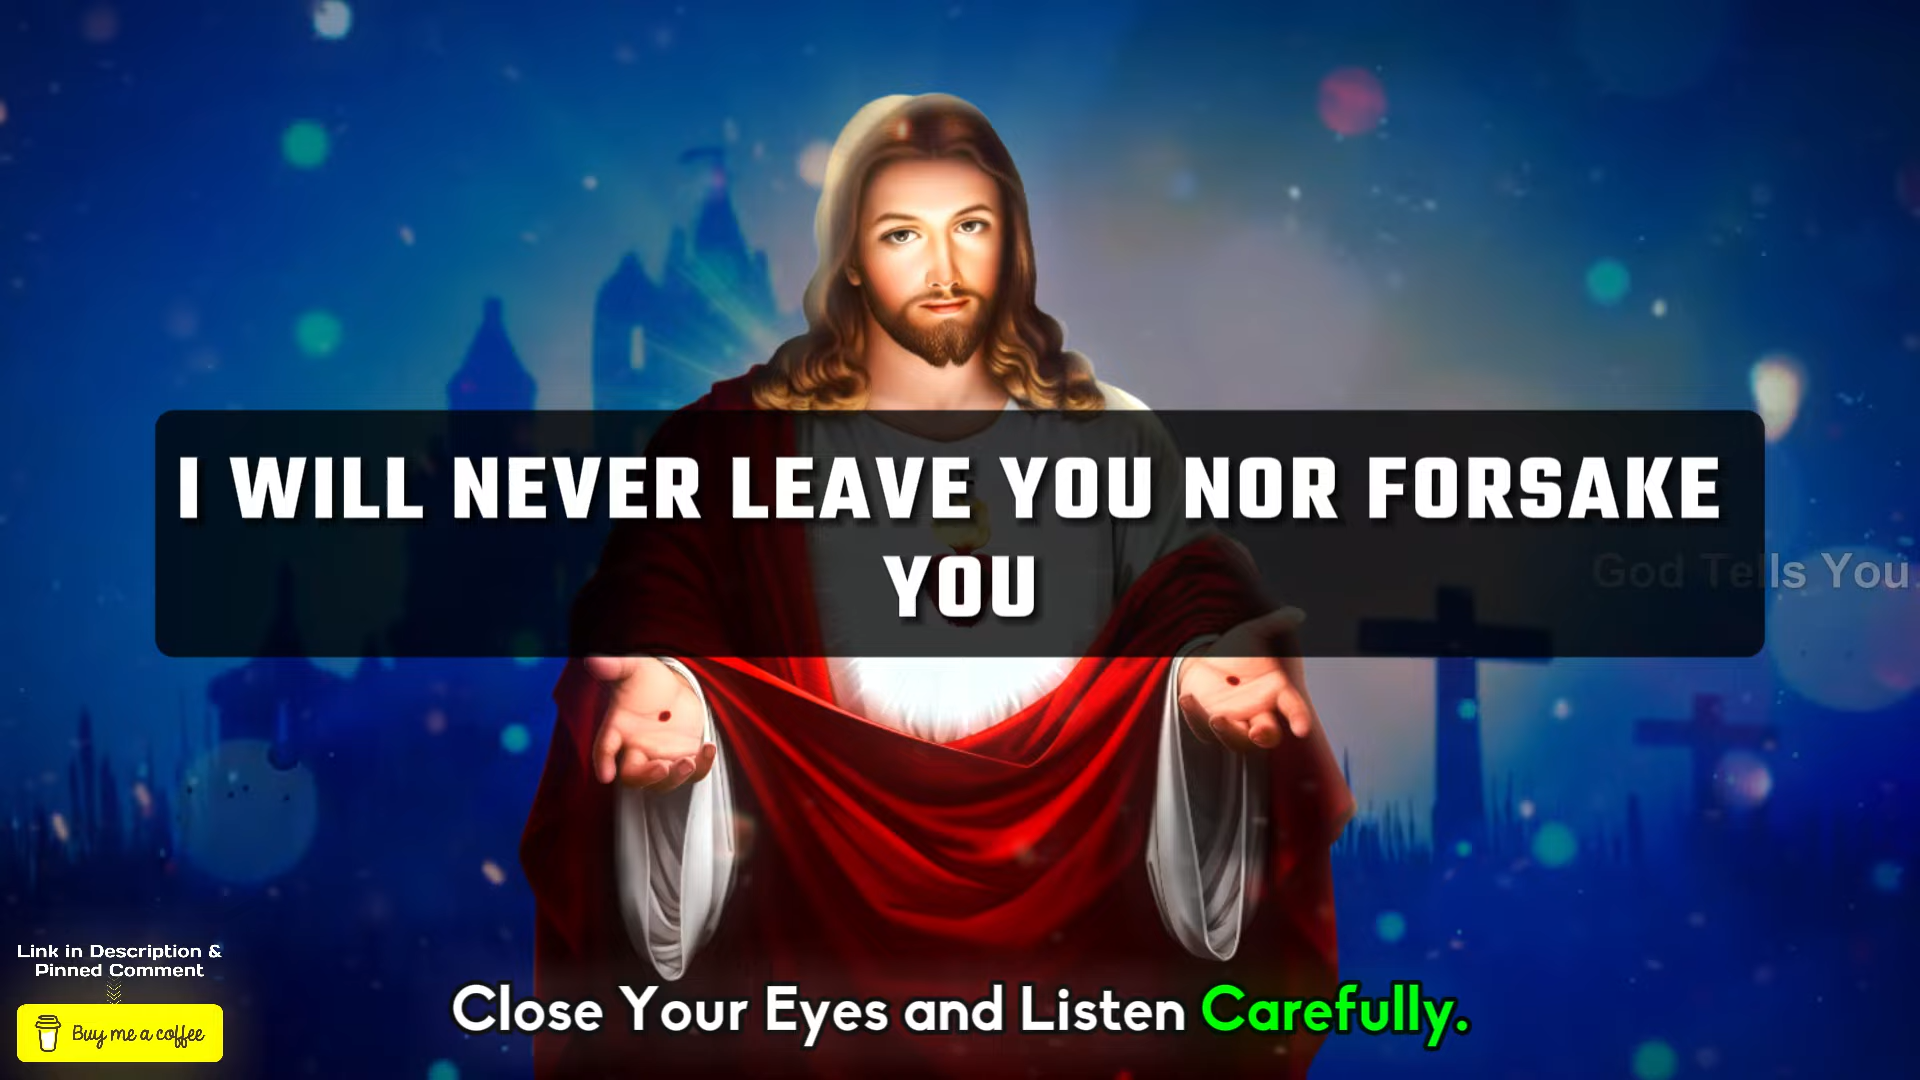 I WILL NEVER LEAVE YOU NOR FORSAKE
YOU
God Tells You
Link in Description &
Pinned Comment
Buy me a coffee
Close Your Eyes and Listen Carefully.